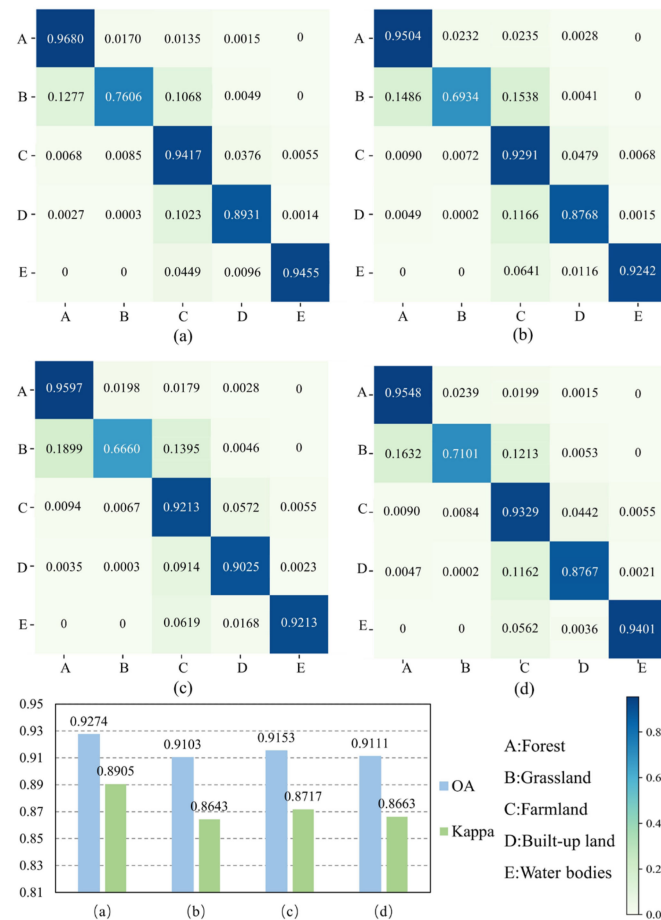 A
0.9680 0.0170 0.0135 0.0015 0
B
0.1277 0.7606 0.1068 0.0049 0
C
0.0068 0.0085 0.9417 0.0376 0.0055
D
0.0027 0.0003 0.1023 0.8931 0.0014
E
0 0 0.0449 0.0096 0.9455
A B C D E
(a)
A
0.9504 0.0232 0.0235 0.0028 0
B
0.1486 0.6934 0.1538 0.0041 0
C
0.0090 0.0072 0.9291 0.0479 0.0068
D
0.0049 0.0002 0.1166 0.8768 0.0015
E
0 0 0.0641 0.0116 0.9242
A B C D E
(b)
A
0.9597 0.0198 0.0179 0.0028 0
B
0.1899 0.6660 0.1395 0.0046 0
C
0.0094 0.0067 0.9213 0.0572 0.0055
D
0.0035 0.0003 0.0914 0.9025 0.0023
E
0 0 0.0619 0.0168 0.9213
A B C D E
(c)
A
0.9548 0.0239 0.0199 0.0015 0
B
0.1632 0.7101 0.1213 0.0053 0
C
0.0090 0.0084 0.9329 0.0442 0.0055
D
0.0047 0.0002 0.1162 0.8767 0.0021
E
0 0 0.0562 0.0036 0.9401
A B C D E
(d)
0.95
0.93
0.91
0.89
0.87
0.85
0.83
0.81
0.9274
0.8905
0.9103
0.8643
0.9153
0.8717
0.9111
0.8663
(a) (b) (c) (d)
OA
Kappa
A:Forest
B:Grassland
C:Farmland
D:Built-up land
E:Water bodies
0.8
0.6
0.4
0.2
0.0